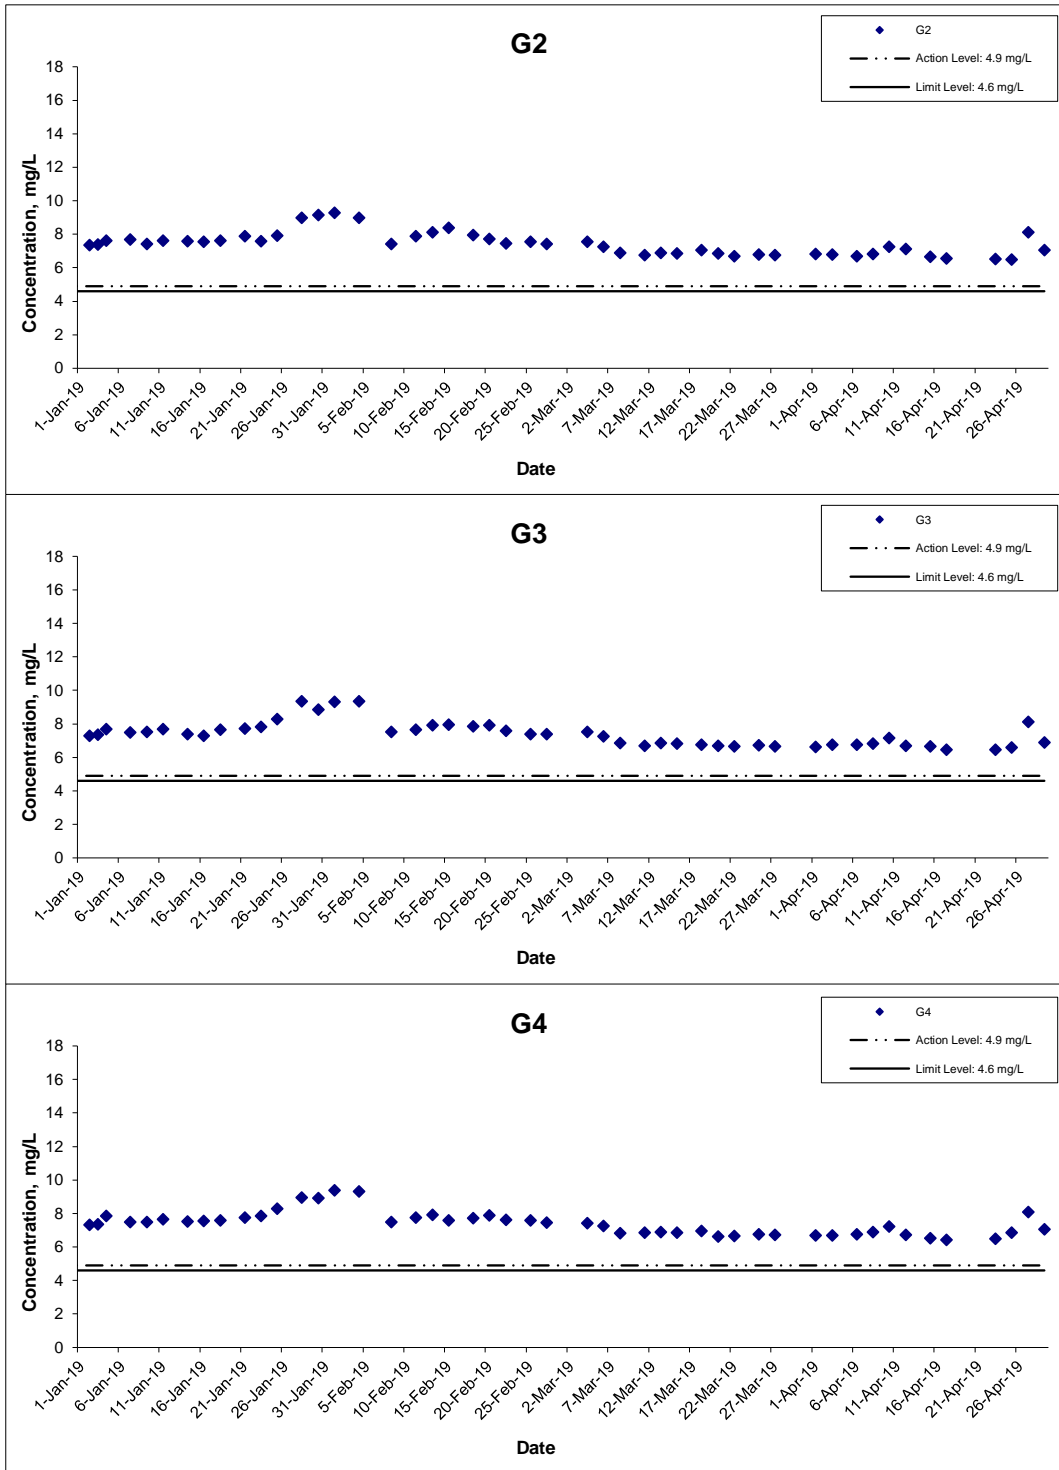 G2
G2
Action Level: 4.9 mg/L
Limit Level: 4.6 mg/L
Concentration, mg/L
18
16
14
12
10
8
6
4
2
0
1-Jan-19 6-Jan-19 11-Jan-19 16-Jan-19 21-Jan-19 26-Jan-19 31-Jan-19 5-Feb-19 10-Feb-19 15-Feb-19 20-Feb-19 25-Feb-19 2-Mar-19 7-Mar-19 12-Mar-19 17-Mar-19 22-Mar-19 27-Mar-19 1-Apr-19 6-Apr-19 11-Apr-19 16-Apr-19 21-Apr-19 26-Apr-19
Date
G3
G3
Action Level: 4.9 mg/L
Limit Level: 4.6 mg/L
Concentration, mg/L
18
16
14
12
10
8
6
4
2
0
1-Jan-19 6-Jan-19 11-Jan-19 16-Jan-19 21-Jan-19 26-Jan-19 31-Jan-19 5-Feb-19 10-Feb-19 15-Feb-19 20-Feb-19 25-Feb-19 2-Mar-19 7-Mar-19 12-Mar-19 17-Mar-19 22-Mar-19 27-Mar-19 1-Apr-19 6-Apr-19 11-Apr-19 16-Apr-19 21-Apr-19 26-Apr-19
Date
G4
G4
Action Level: 4.9 mg/L
Limit Level: 4.6 mg/L
Concentration, mg/L
18
16
14
12
10
8
6
4
2
0
1-Jan-19 6-Jan-19 11-Jan-19 16-Jan-19 21-Jan-19 26-Jan-19 31-Jan-19 5-Feb-19 10-Feb-19 15-Feb-19 20-Feb-19 25-Feb-19 2-Mar-19 7-Mar-19 12-Mar-19 17-Mar-19 22-Mar-19 27-Mar-19 1-Apr-19 6-Apr-19 11-Apr-19 16-Apr-19 21-Apr-19 26-Apr-19
Date